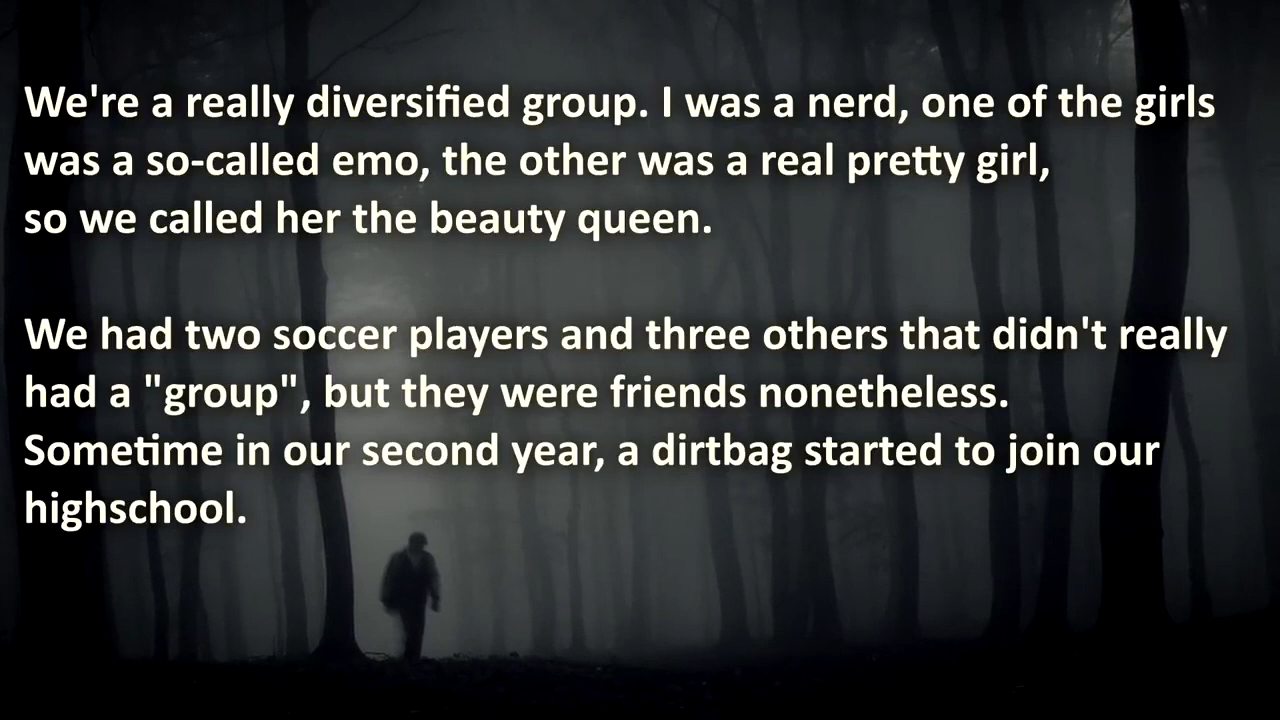 We're a really diversified group. I was a nerd, one of the girls
was a so-called emo, the other was a real pretty girl,
so we called her the beauty queen.
We had two soccer players and three others that didn't really
had a "group", but they were friends nonetheless.
Sometime in our second year, a dirtbag started to join our
highschool.